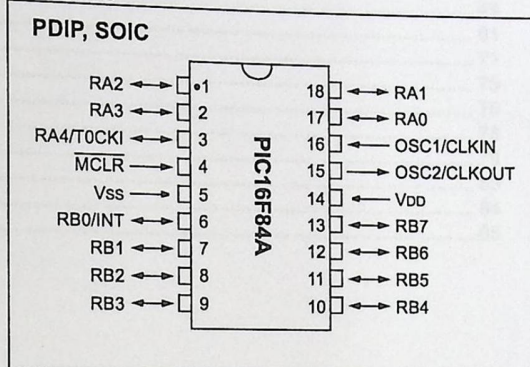 PDIP, SOIC
RA2 1 18 RA1
RA3 2 17 RA0
RA4/T0CKI 3 16 OSC1/CLKIN
MCLR 4 15 OSC2/CLKOUT
Vss 5 14 VDD
RB0/INT 6 13 RB7
RB1 7 12 RB6
RB2 8 11 RB5
RB3 9 10 RB4
PIC16F84A